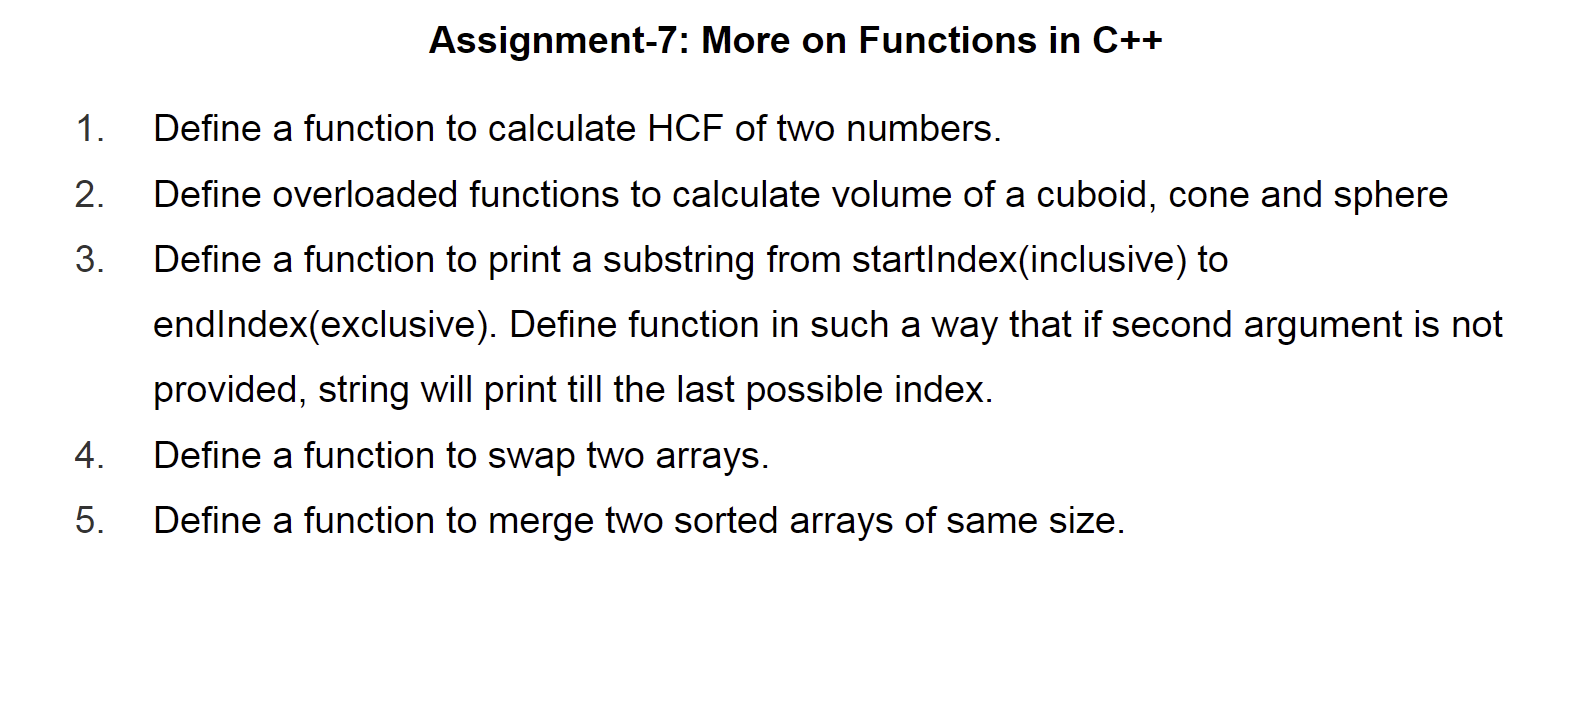 Assignment-7: More on Functions in C++
1. Define a function to calculate HCF of two numbers.
2. Define overloaded functions to calculate volume of a cuboid, cone and sphere
3. Define a function to print a substring from startIndex(inclusive) to
endIndex(exclusive). Define function in such a way that if second argument is not
provided, string will print till the last possible index.
4. Define a function to swap two arrays.
5. Define a function to merge two sorted arrays of same size.